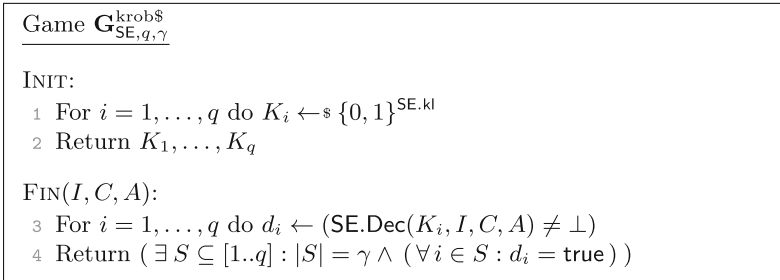 Game G^{krob$}_{SE,q,γ}
INIT:
1 For i = 1, . . . , q do K_i ←$ {0, 1}^{SE.kl}
2 Return K_1, . . . , K_q
FIN(I, C, A):
3 For i = 1, . . . , q do d_i ← (SE.Dec(K_i, I, C, A) ≠ ⊥)
4 Return ( ∃ S ⊆ [1..q] : |S| = γ ∧ ( ∀ i ∈ S : d_i = true ) )